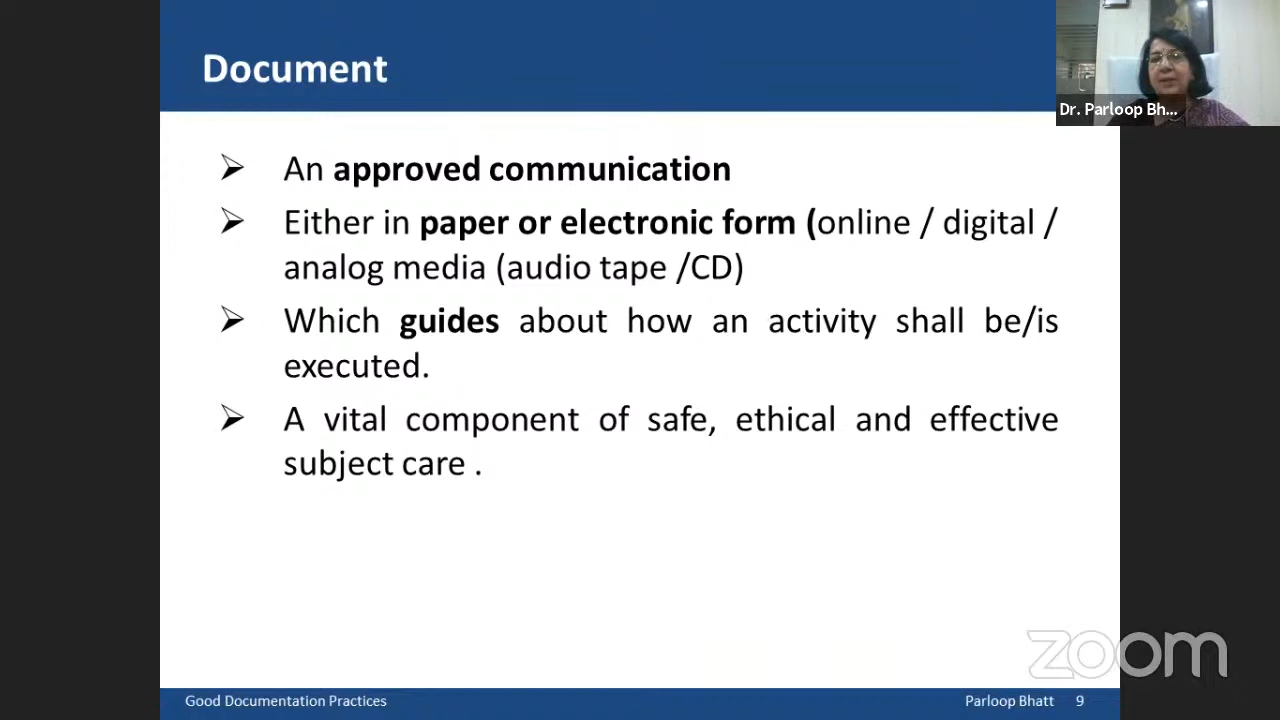 Document
Dr. Parloop Bh...
An approved communication
Either in paper or electronic form (online / digital /
analog media (audio tape /CD)
Which guides about how an activity shall be/is
executed.
A vital component of safe, ethical and effective
subject care .
zoom
Good Documentation Practices
Parloop Bhatt 9